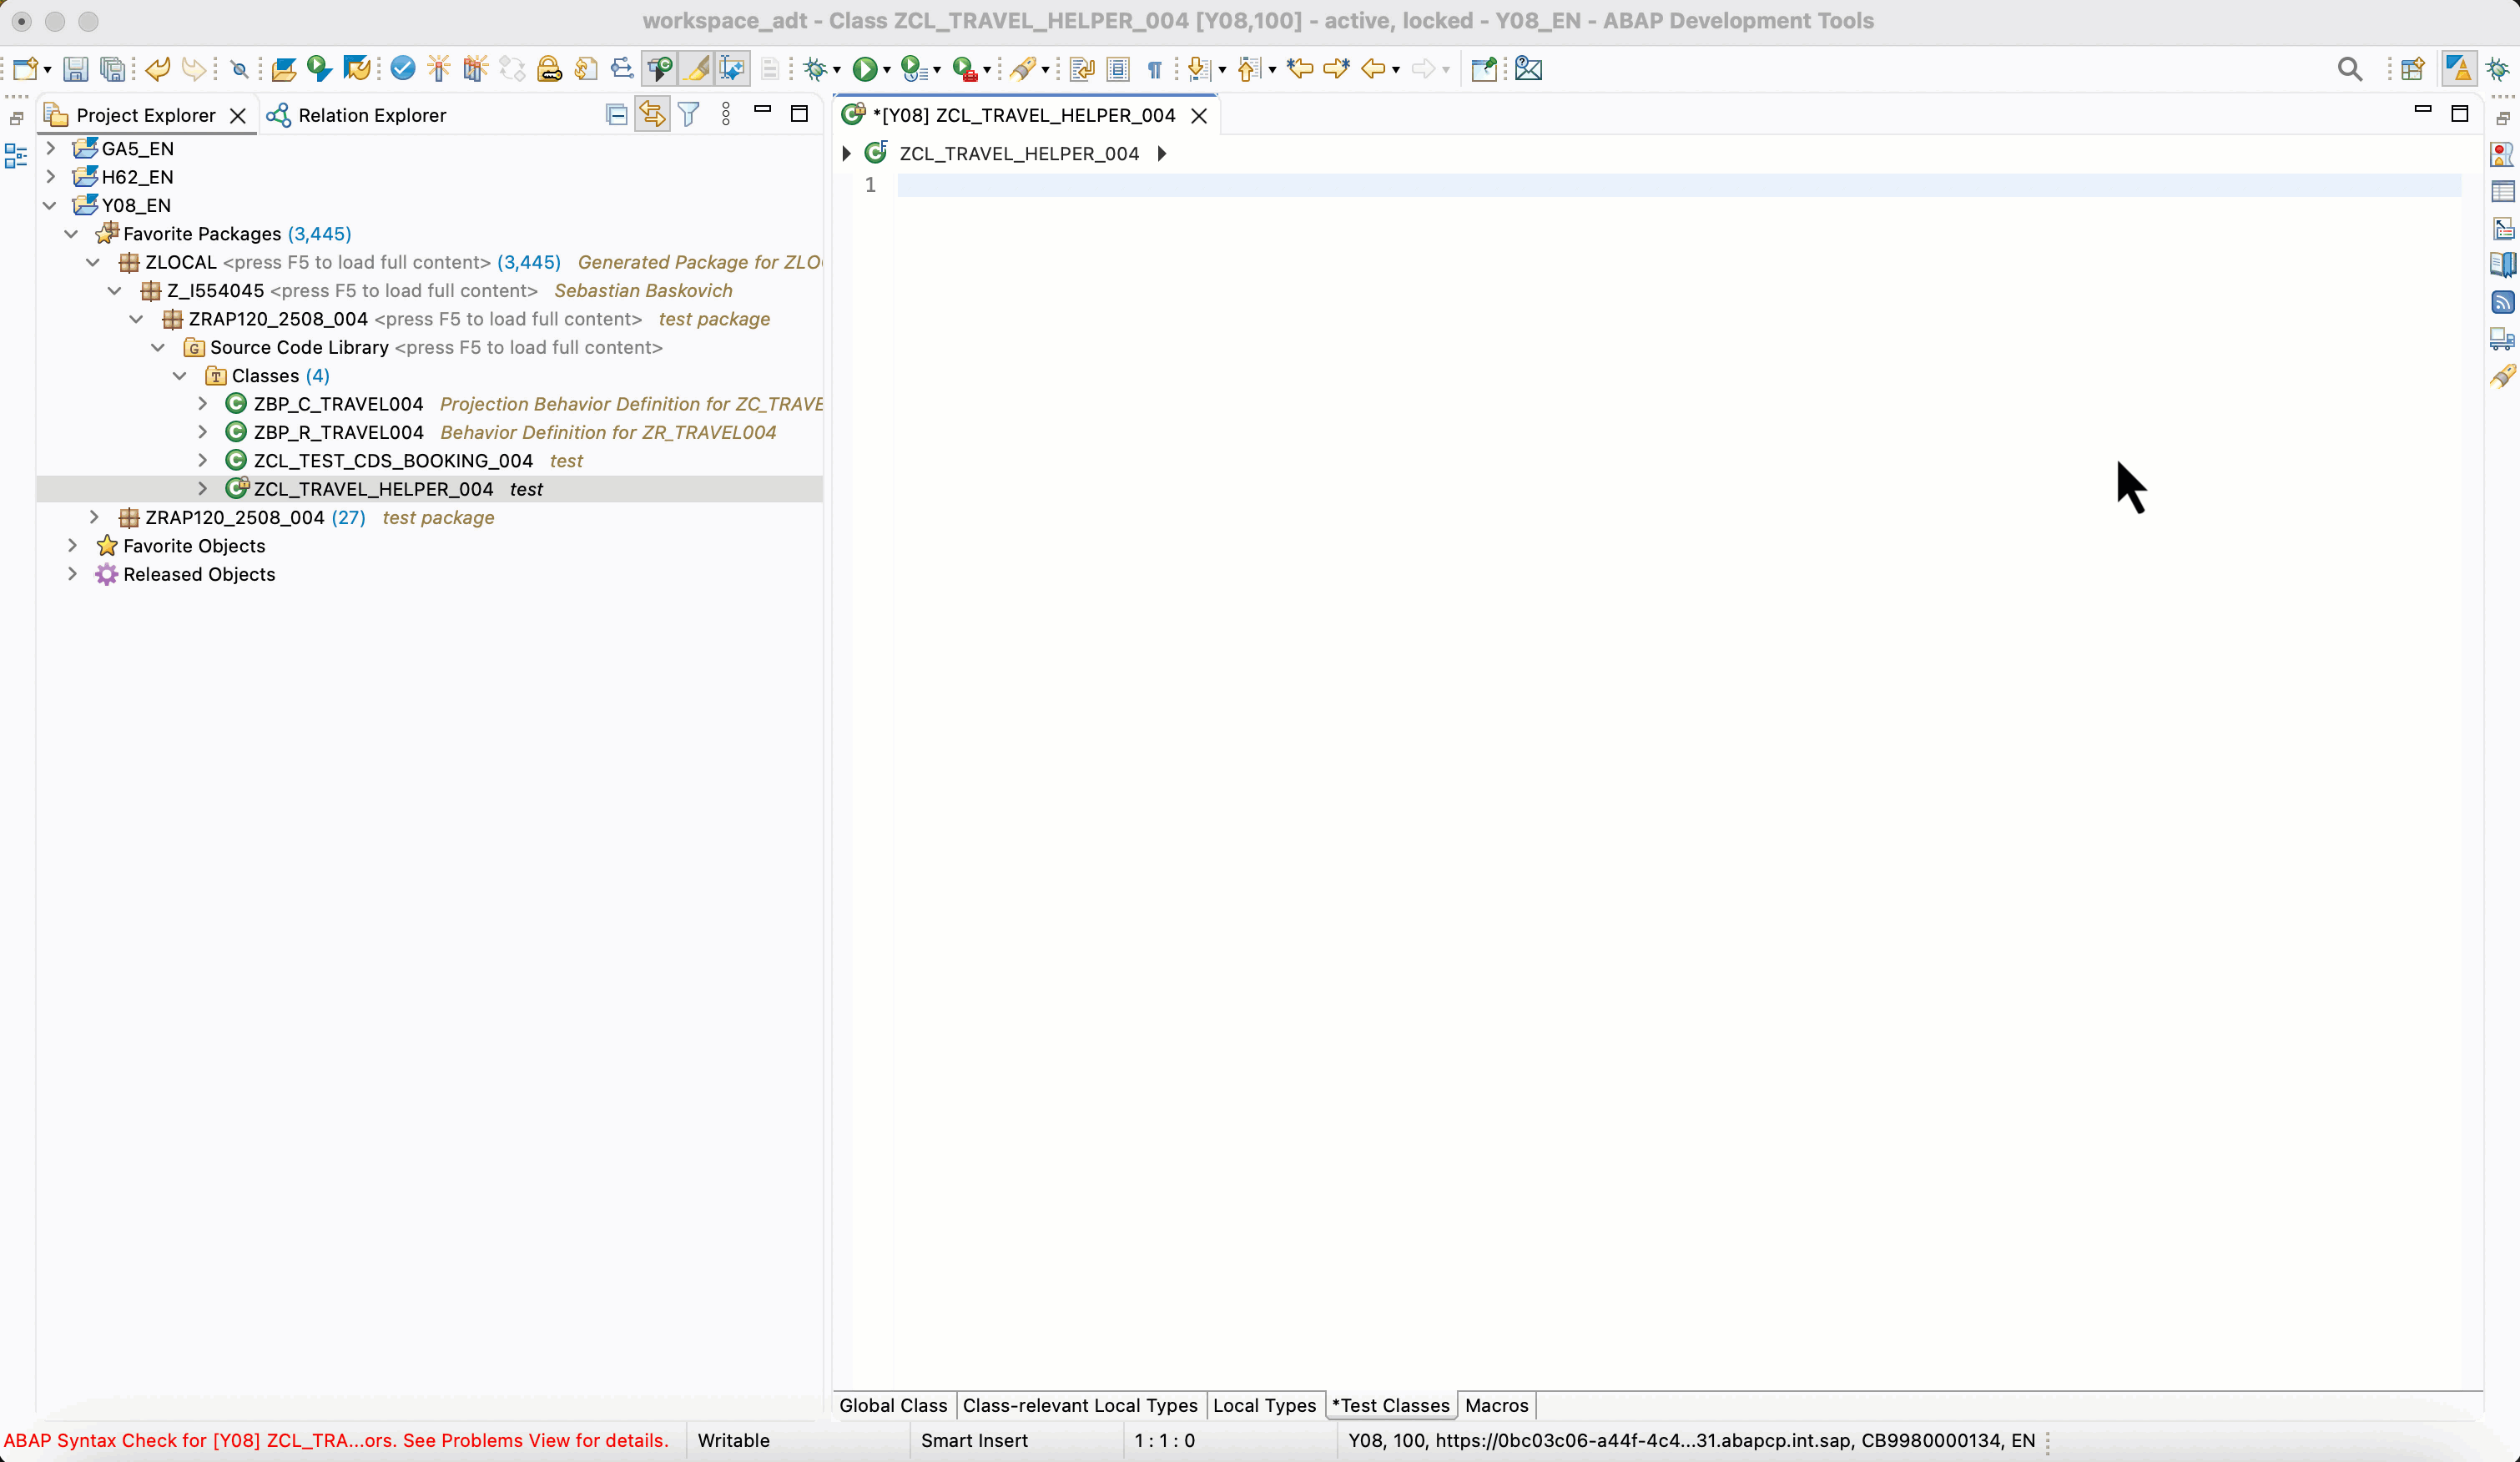 workspace_adt - Class ZCL_TRAVEL_HELPER_004 [Y08,100] - active, locked - Y08_EN - ABAP Development Tools
Project Explorer
Relation Explorer
*[Y08] ZCL_TRAVEL_HELPER_004
ZCL_TRAVEL_HELPER_004
1
GA5_EN
H62_EN
Y08_EN
Favorite Packages (3,445)
ZLOCAL <press F5 to load full content> (3,445) Generated Package for ZLO
Z_I554045 <press F5 to load full content> Sebastian Baskovich
ZRAP120_2508_004 <press F5 to load full content> test package
Source Code Library <press F5 to load full content>
Classes (4)
ZBP_C_TRAVEL004 Projection Behavior Definition for ZC_TRAVE
ZBP_R_TRAVEL004 Behavior Definition for ZR_TRAVEL004
ZCL_TEST_CDS_BOOKING_004 test
ZCL_TRAVEL_HELPER_004 test
ZRAP120_2508_004 (27) test package
Favorite Objects
Released Objects
Global Class
Class-relevant Local Types
Local Types
*Test Classes
Macros
ABAP Syntax Check for [Y08] ZCL_TRA...ors. See Problems View for details.
Writable
Smart Insert
1 : 1 : 0
Y08, 100, https://0bc03c06-a44f-4c4...31.abapcp.int.sap, CB9980000134, EN